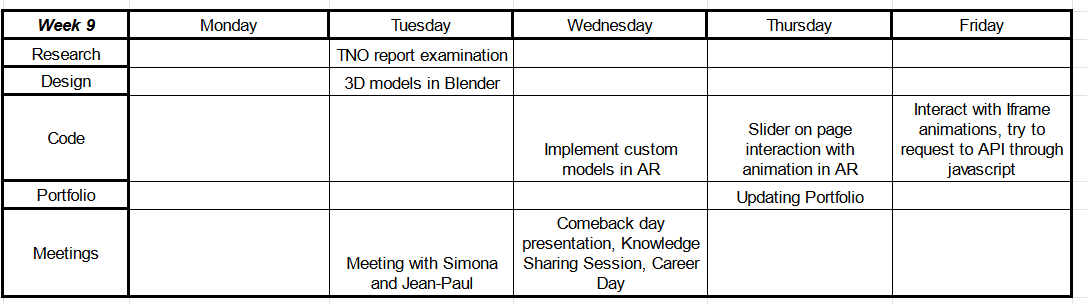 Week 9 Monday Tuesday Wednesday Thursday Friday
Research TNO report examination
Design 3D models in Blender
Code
Implement custom
models in AR
Slider on page
interaction with
animation in AR
Interact with Iframe
animations, try to
request to API through
javascript
Portfolio Updating Portfolio
Meetings
Meeting with Simona
and Jean-Paul
Comeback day
presentation, Knowledge
Sharing Session, Career
Day